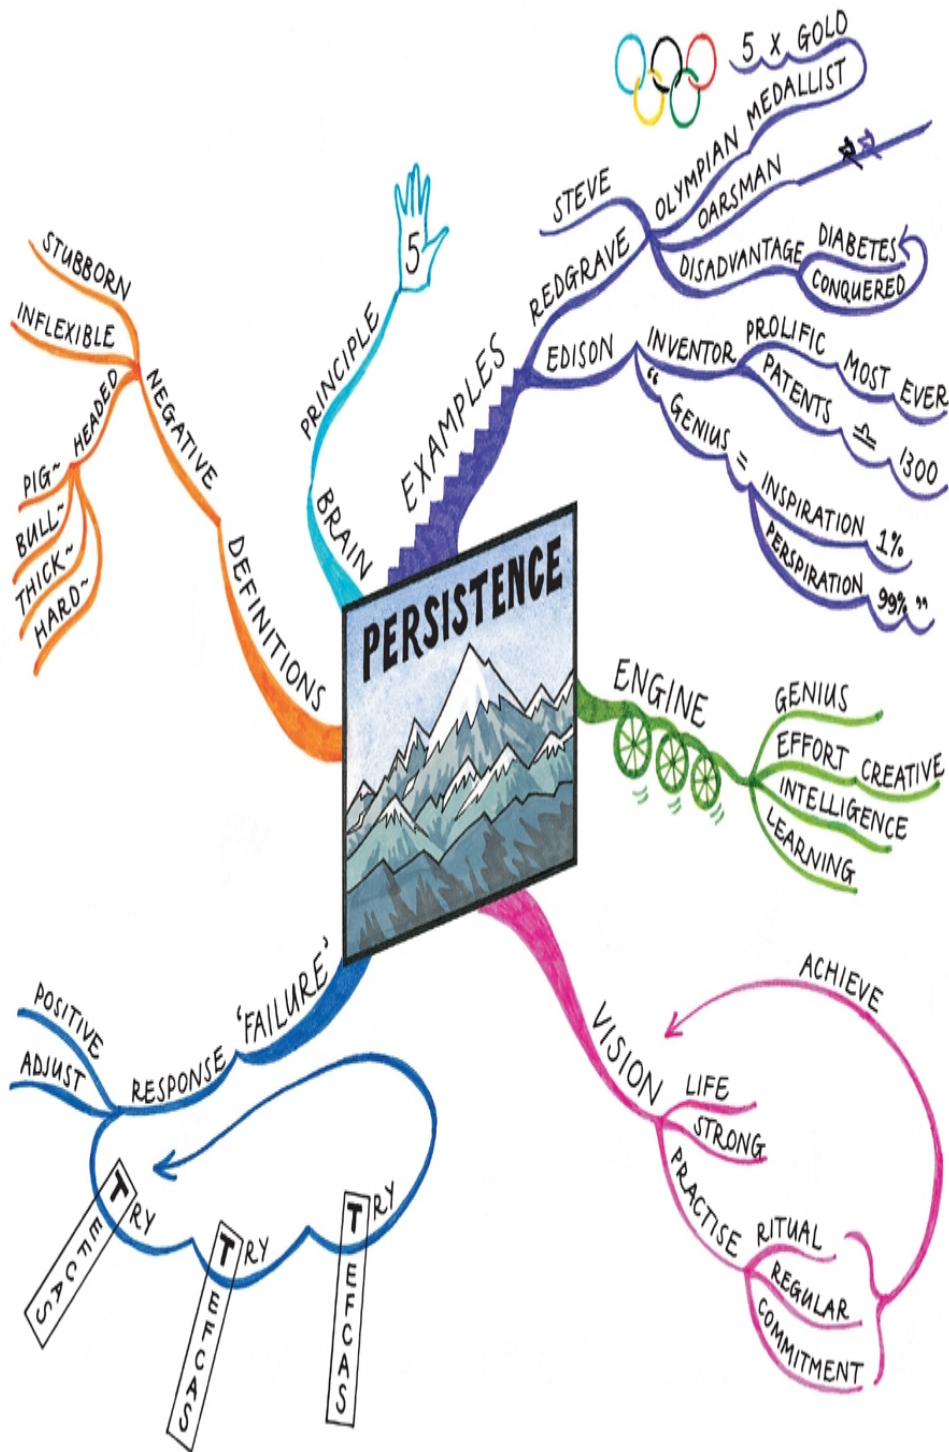 PERSISTENCE
EXAMPLES
REDGRAVE
STEVE
OLYMPIAN MEDALLIST
5 X GOLD
OARSMAN
DISADVANTAGE
DIABETES
CONQUERED
EDISON
INVENTOR
PROLIFIC MOST EVER
PATENTS ≏ 1300
“GENIUS =
INSPIRATION 1%
PERSPIRATION 99%”
ENGINE
GENIUS
EFFORT CREATIVE
INTELLIGENCE
LEARNING
VISION
LIFE
STRONG
PRACTISE
RITUAL
REGULAR
COMMITMENT
ACHIEVE
'FAILURE'
RESPONSE
POSITIVE
ADJUST
TRY
TEFCAS
TRY
TEFCAS
TRY
TEFCAS
DEFINITIONS
NEGATIVE
STUBBORN
INFLEXIBLE
HEADED
PIG~
BULL~
THICK~
HARD~
BRAIN
PRINCIPLE
5